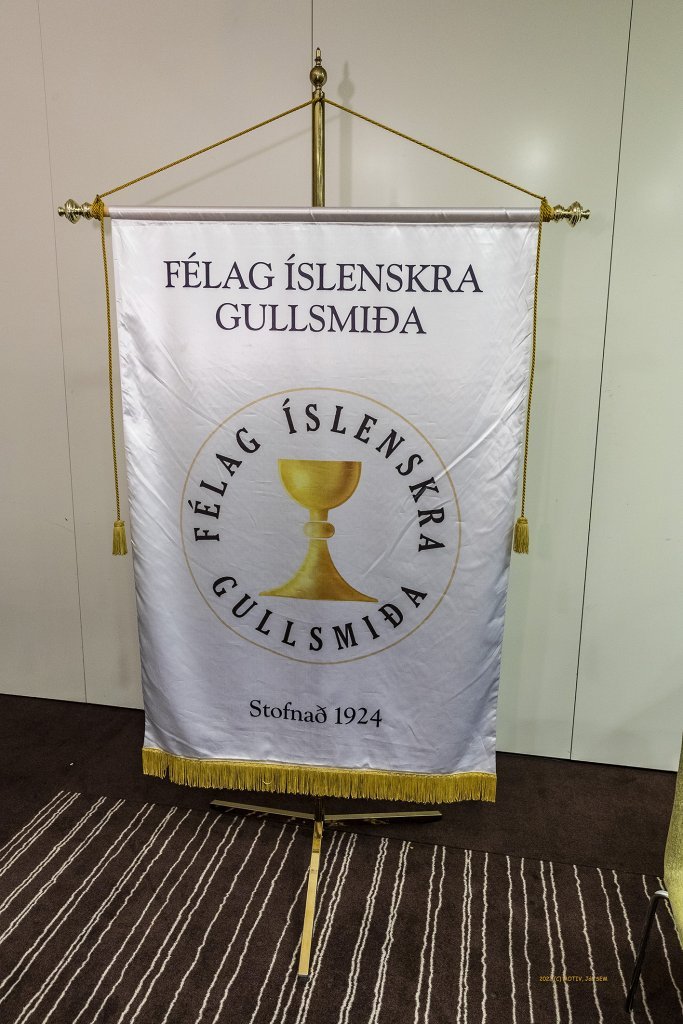 FÉLAG ÍSLENSKRA
GULLSMIÐA
FÉLAG ÍSLENSKRA
GULLSMIÐA
Stofnað 1924